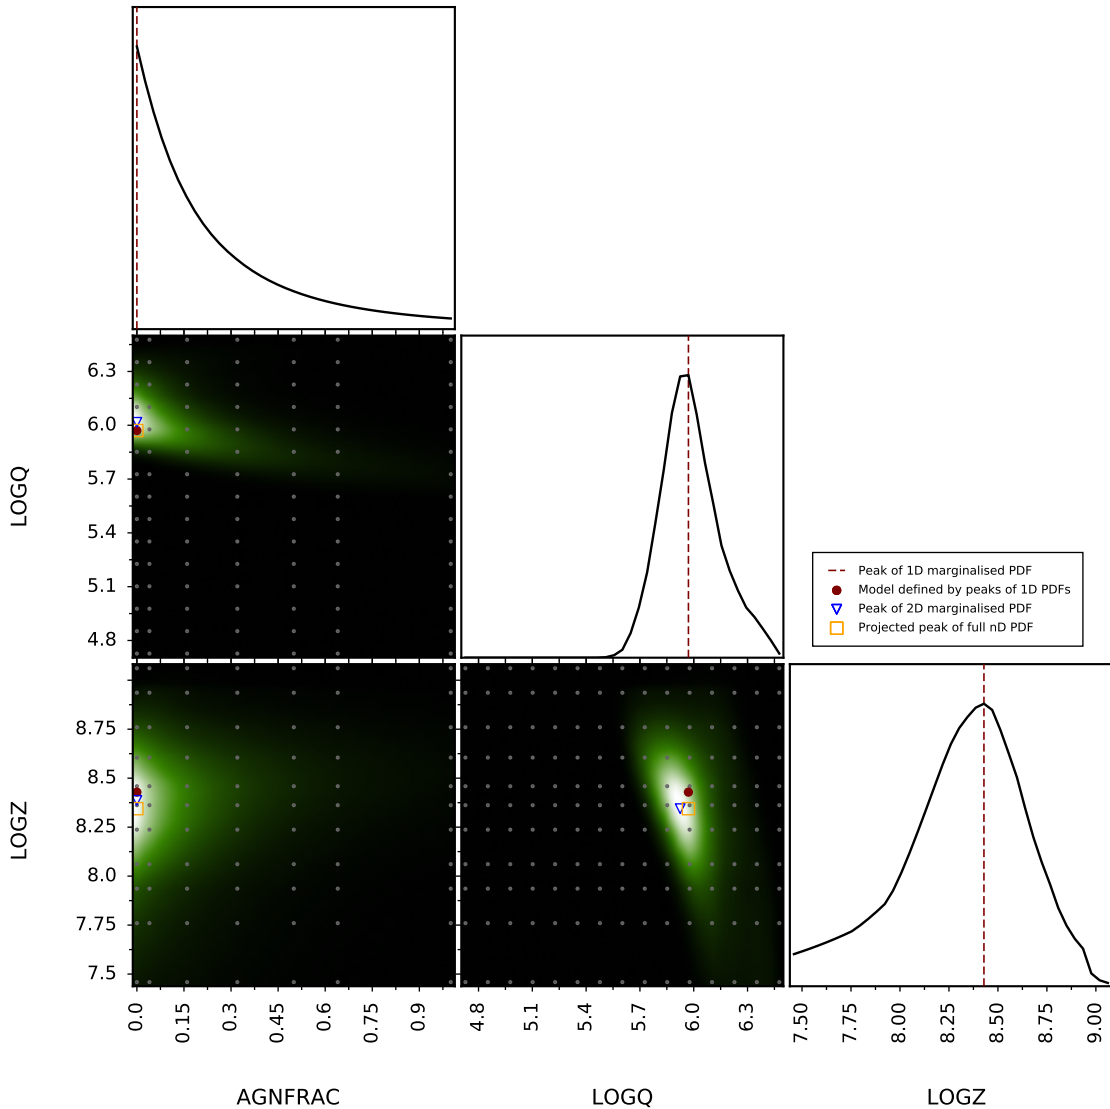 6.3
6.0
5.7
5.4
5.1
4.8
LOGQ
Peak of 1D marginalised PDF
Model defined by peaks of 1D PDFs
Peak of 2D marginalised PDF
Projected peak of full nD PDF
8.75
8.5
8.25
8.0
7.75
7.5
LOGZ
0.0 0.15 0.3 0.45 0.6 0.75 0.9
4.8 5.1 5.4 5.7 6.0 6.3
7.50 7.75 8.00 8.25 8.50 8.75 9.00
AGNFRAC
LOGQ
LOGZ